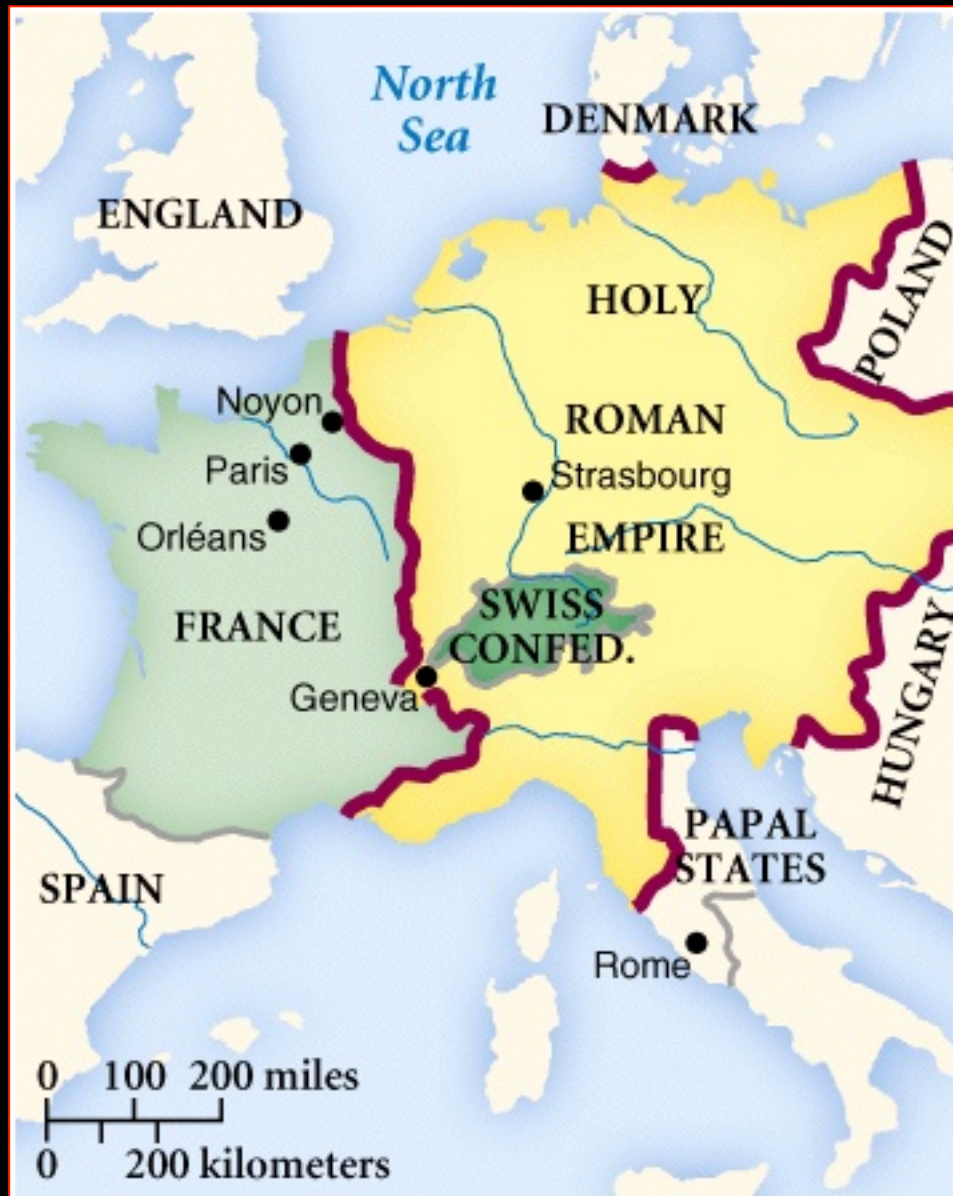 North
Sea
DENMARK
ENGLAND
HOLY
POLAND
Noyon
ROMAN
Paris
Strasbourg
Orléans
EMPIRE
SWISS
FRANCE
CONFED.
HUNGARY
Geneva
PAPAL
STATES
SPAIN
Rome
0 100 200 miles
0 200 kilometers